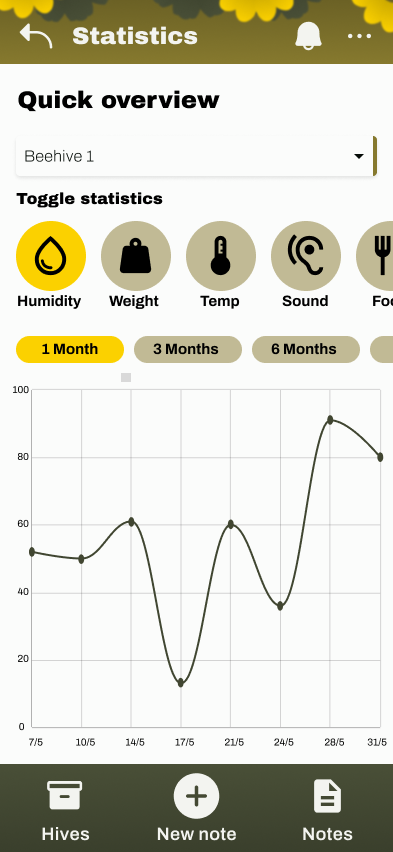 Statistics
Quick overview
Beehive 1
Toggle statistics
Humidity Weight Temp Sound Foo
1 Month 3 Months 6 Months
100
80
60
40
20
0
7/5 10/5 14/5 17/5 21/5 24/5 28/5 31/5
Hives New note Notes